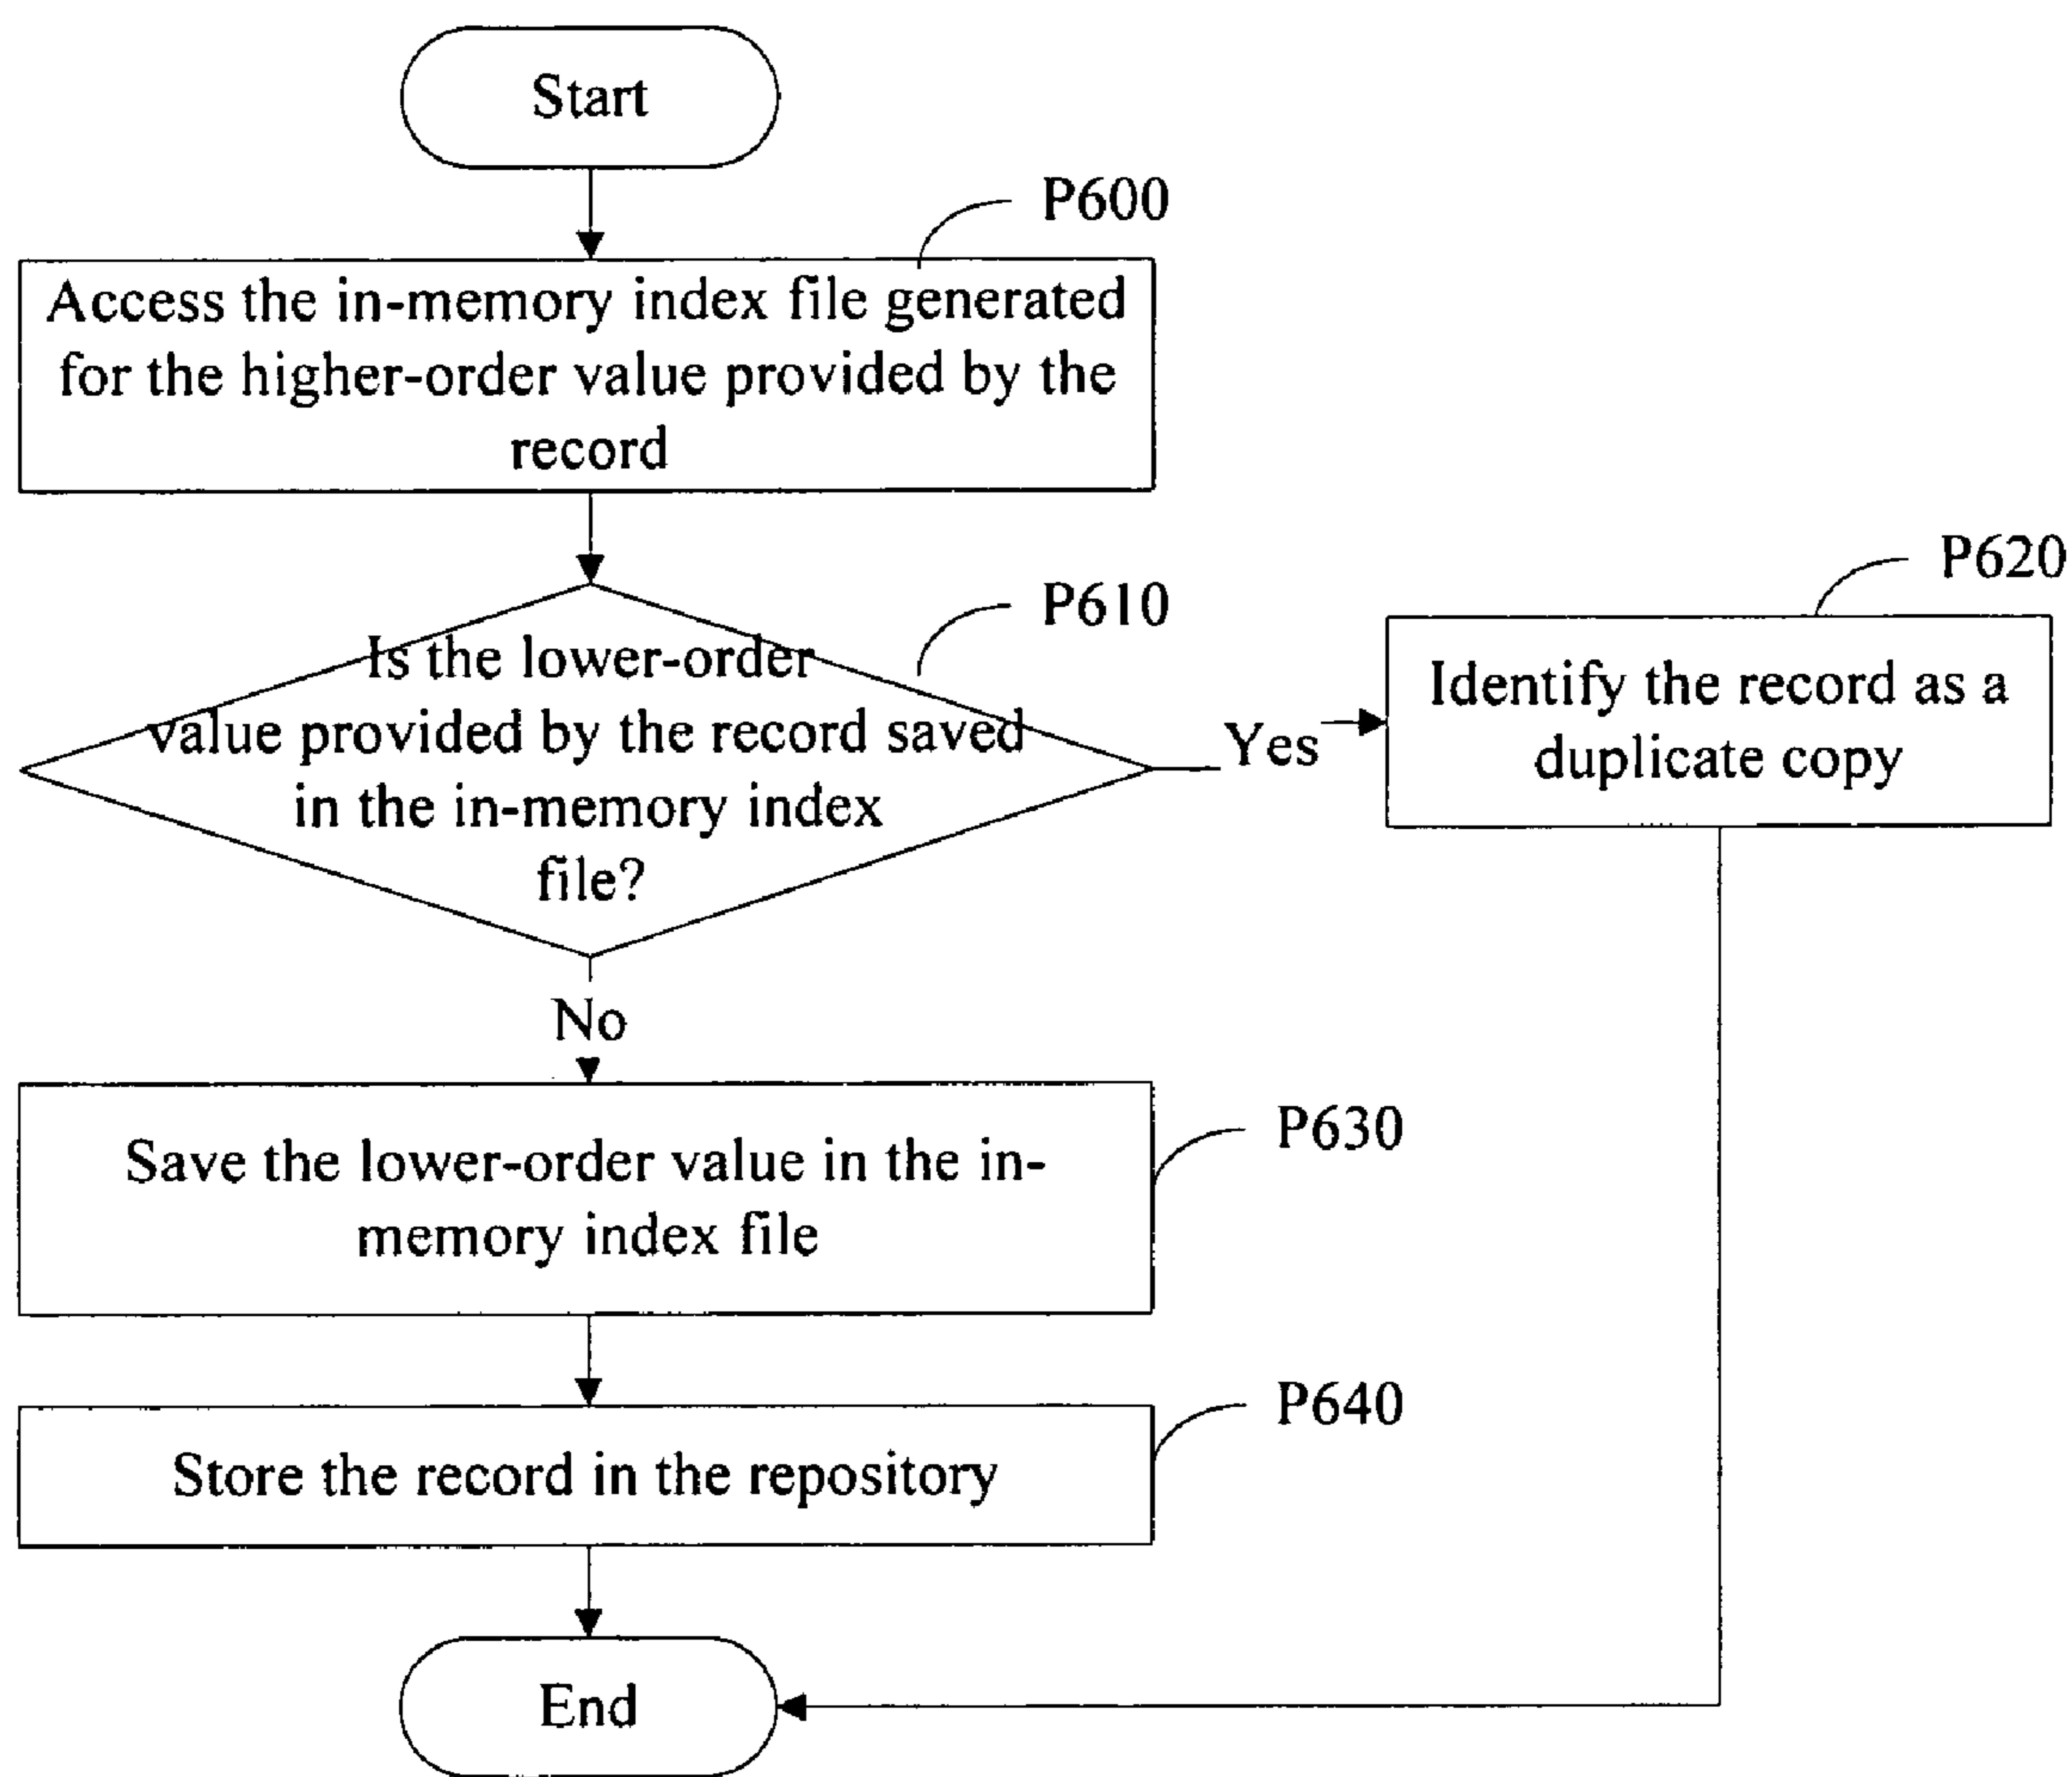 Start
P600
Access the in-memory index file generated
for the higher-order value provided by the
record
P610
Is the lower-order
value provided by the record saved
in the in-memory index
file?
Yes
P620
Identify the record as a
duplicate copy
No
P630
Save the lower-order value in the in-
memory index file
P640
Store the record in the repository
End